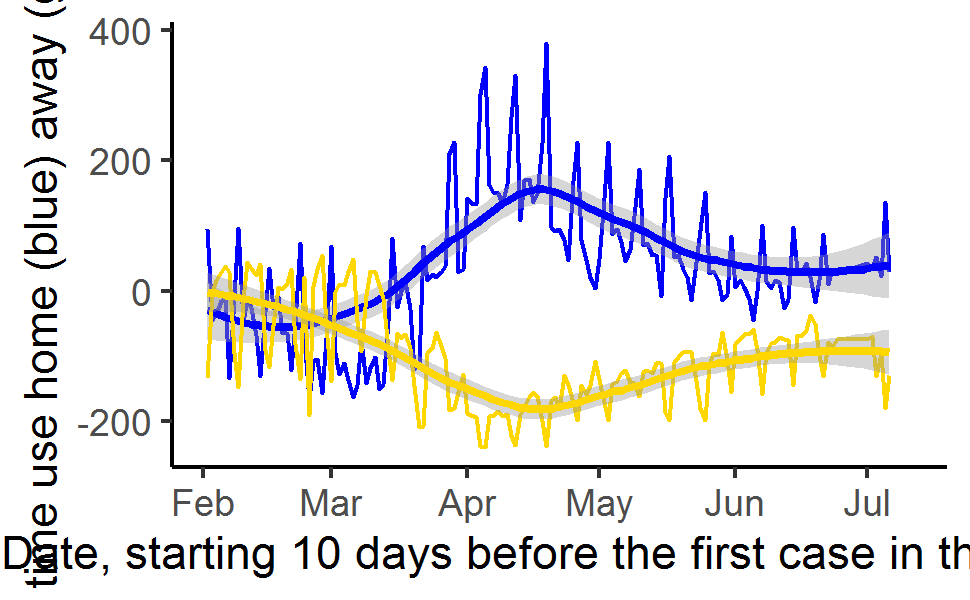 time use home (blue) away (
400
200
0
-200
Feb Mar Apr May Jun Jul
Date, starting 10 days before the first case in th